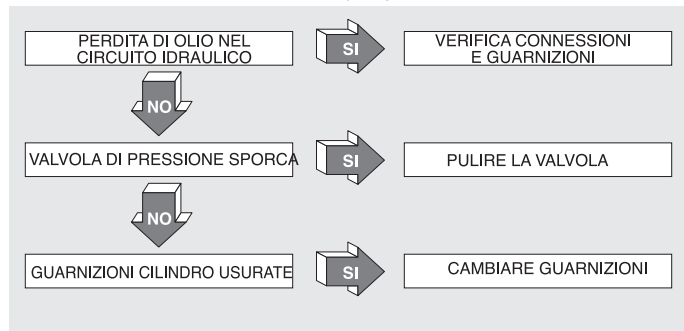 PERDITA DI OLIO NEL
CIRCUITO IDRAULICO
SI
VERIFICA CONNESSIONI
E GUARNIZIONI
NO
VALVOLA DI PRESSIONE SPORCA
SI
PULIRE LA VALVOLA
NO
GUARNIZIONI CILINDRO USURATE
SI
CAMBIARE GUARNIZIONI